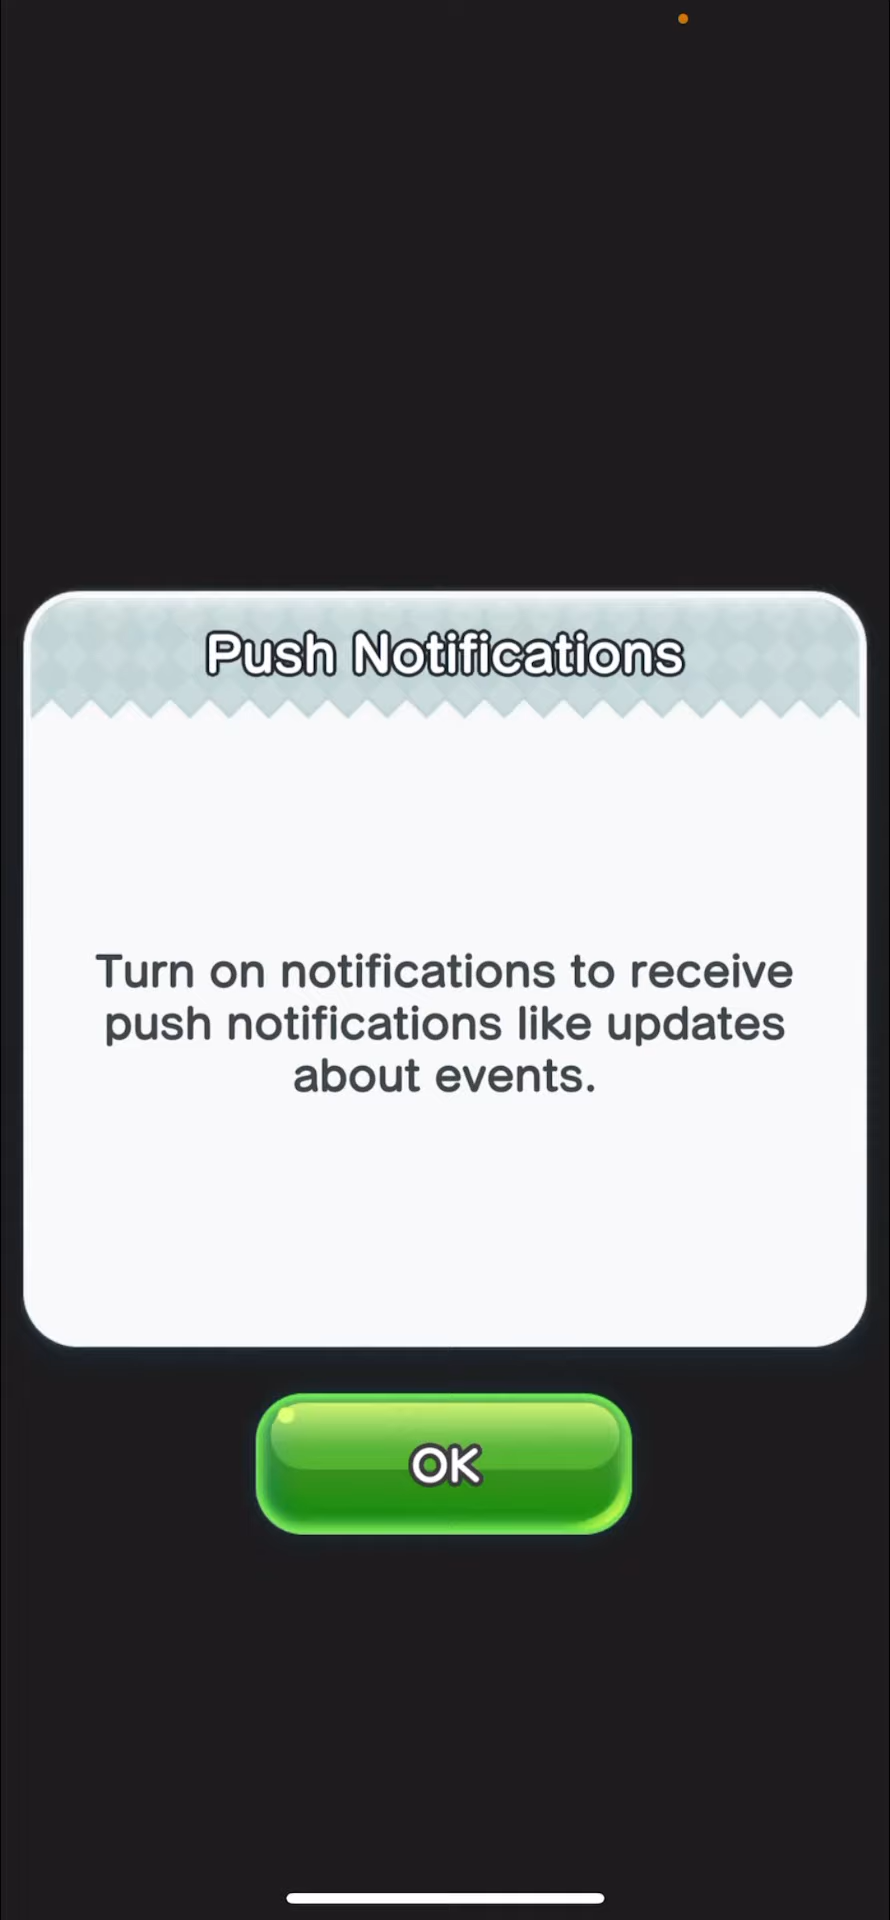 Push Notifications
Turn on notifications to receive
push notifications like updates
about events.
OK